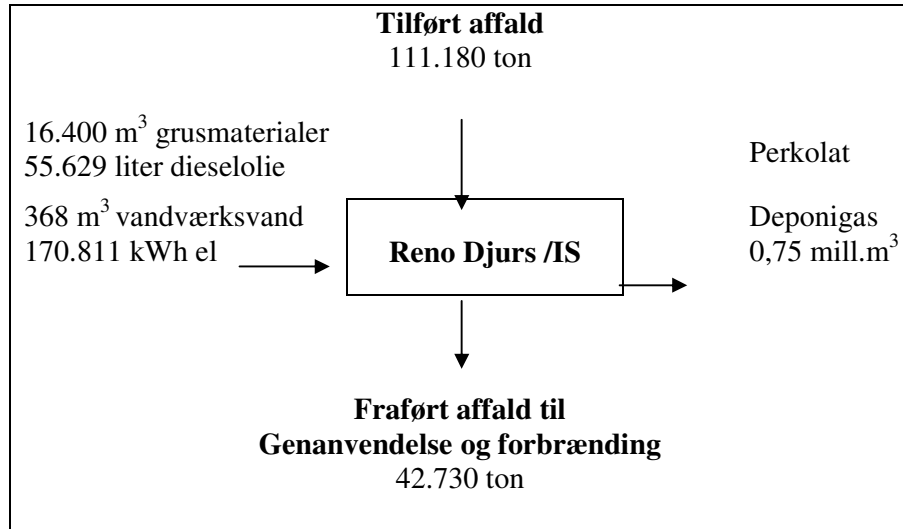 Tilført affald
111.180 ton
16.400 m³ grusmaterialer
55.629 liter dieselolie
368 m³ vandværksvand
170.811 kWh el
Reno Djurs /IS
Perkolat
Deponigas
0,75 mill.m³
Fraført affald til
Genanvendelse og forbrænding
42.730 ton